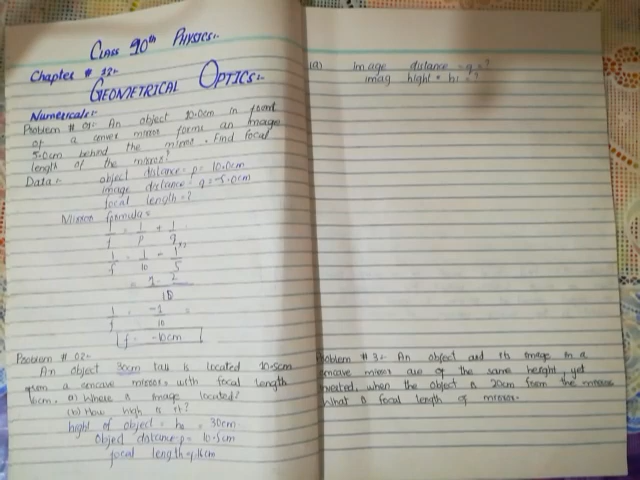 Class 10th Physics:-
Chapter # 12:-
GEOMETRICAL OPTICS:-
Numericals:-
Problem # 01:- An object 10.0cm in front
of a convex mirror forms an image
5.0cm behind the mirror. Find focal
length of the mirror?
Data:- object distance = p = 10.0cm
image distance = q = -5.0cm
focal length = ?
Mirror formula =
1/f = 1/p + 1/q
1/f = 1/10 - 1/5
= 1 - 2
10
1/f = -1/10 =
f = -10cm
Problem # 02:-
An object 30cm tall is located 10.5cm
from a concave mirror with focal length
16cm. a) Where is image located?
(b) How high is it?
hight of object = ho = 30cm
Object distance = p = 10.5cm
focal length = f = 16cm
(a) Image distance = q = ?
imag hight = hi = ?
Problem # 3:- An object and its image in a
concave mirror are of the same height, yet
inverted, when the object is 20cm from the mirror
What is focal length of mirror.